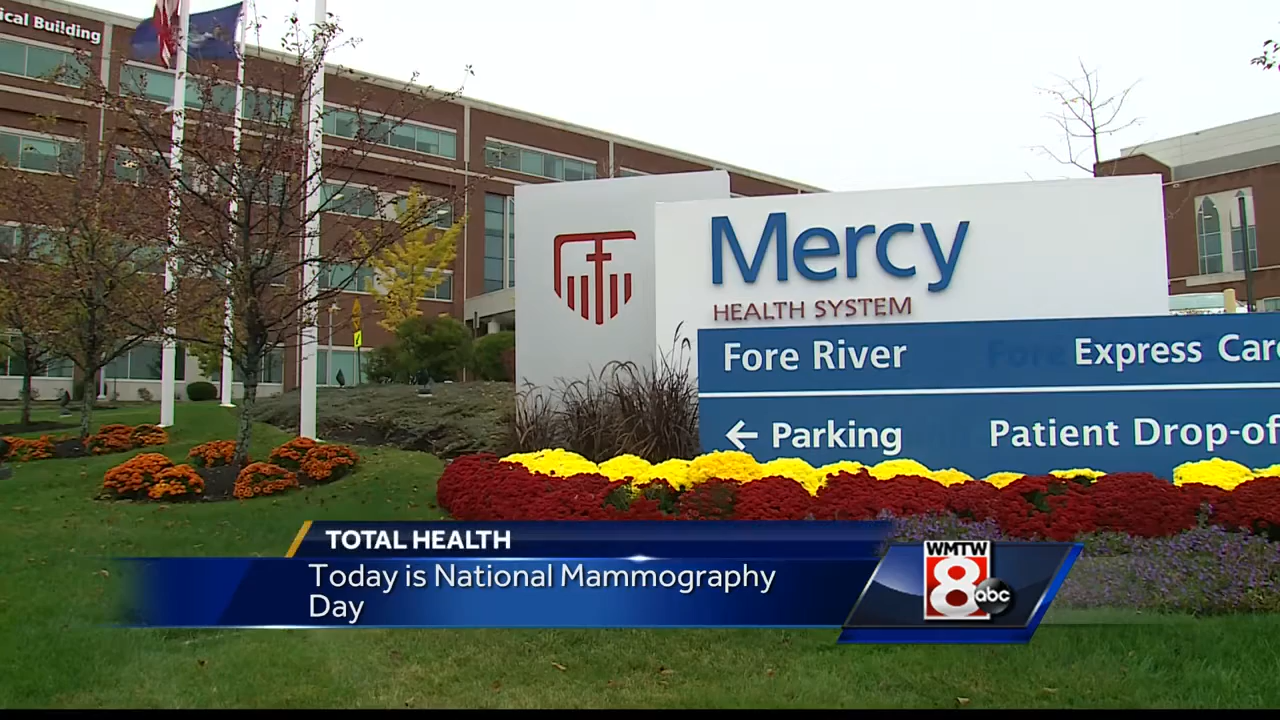 ical Building
Mercy
HEALTH SYSTEM
Fore River Express Care
← Parking Patient Drop-of
TOTAL HEALTH
Today is National Mammography
Day
WMTW
8
abc